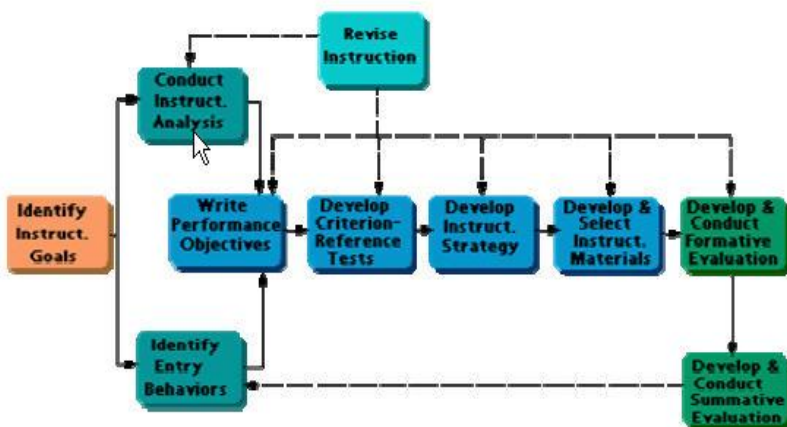 Revise
Instruction
Conduct
Instruct.
Analysis
Identify
Instruct.
Goals
Write
Performance
Objectives
Develop
Criterion-
Reference
Tests
Develop
Instruct.
Strategy
Develop &
Select
Instruct.
Materials
Develop &
Conduct
Formative
Evaluation
Identify
Entry
Behaviors
Develop &
Conduct
Summative
Evaluation